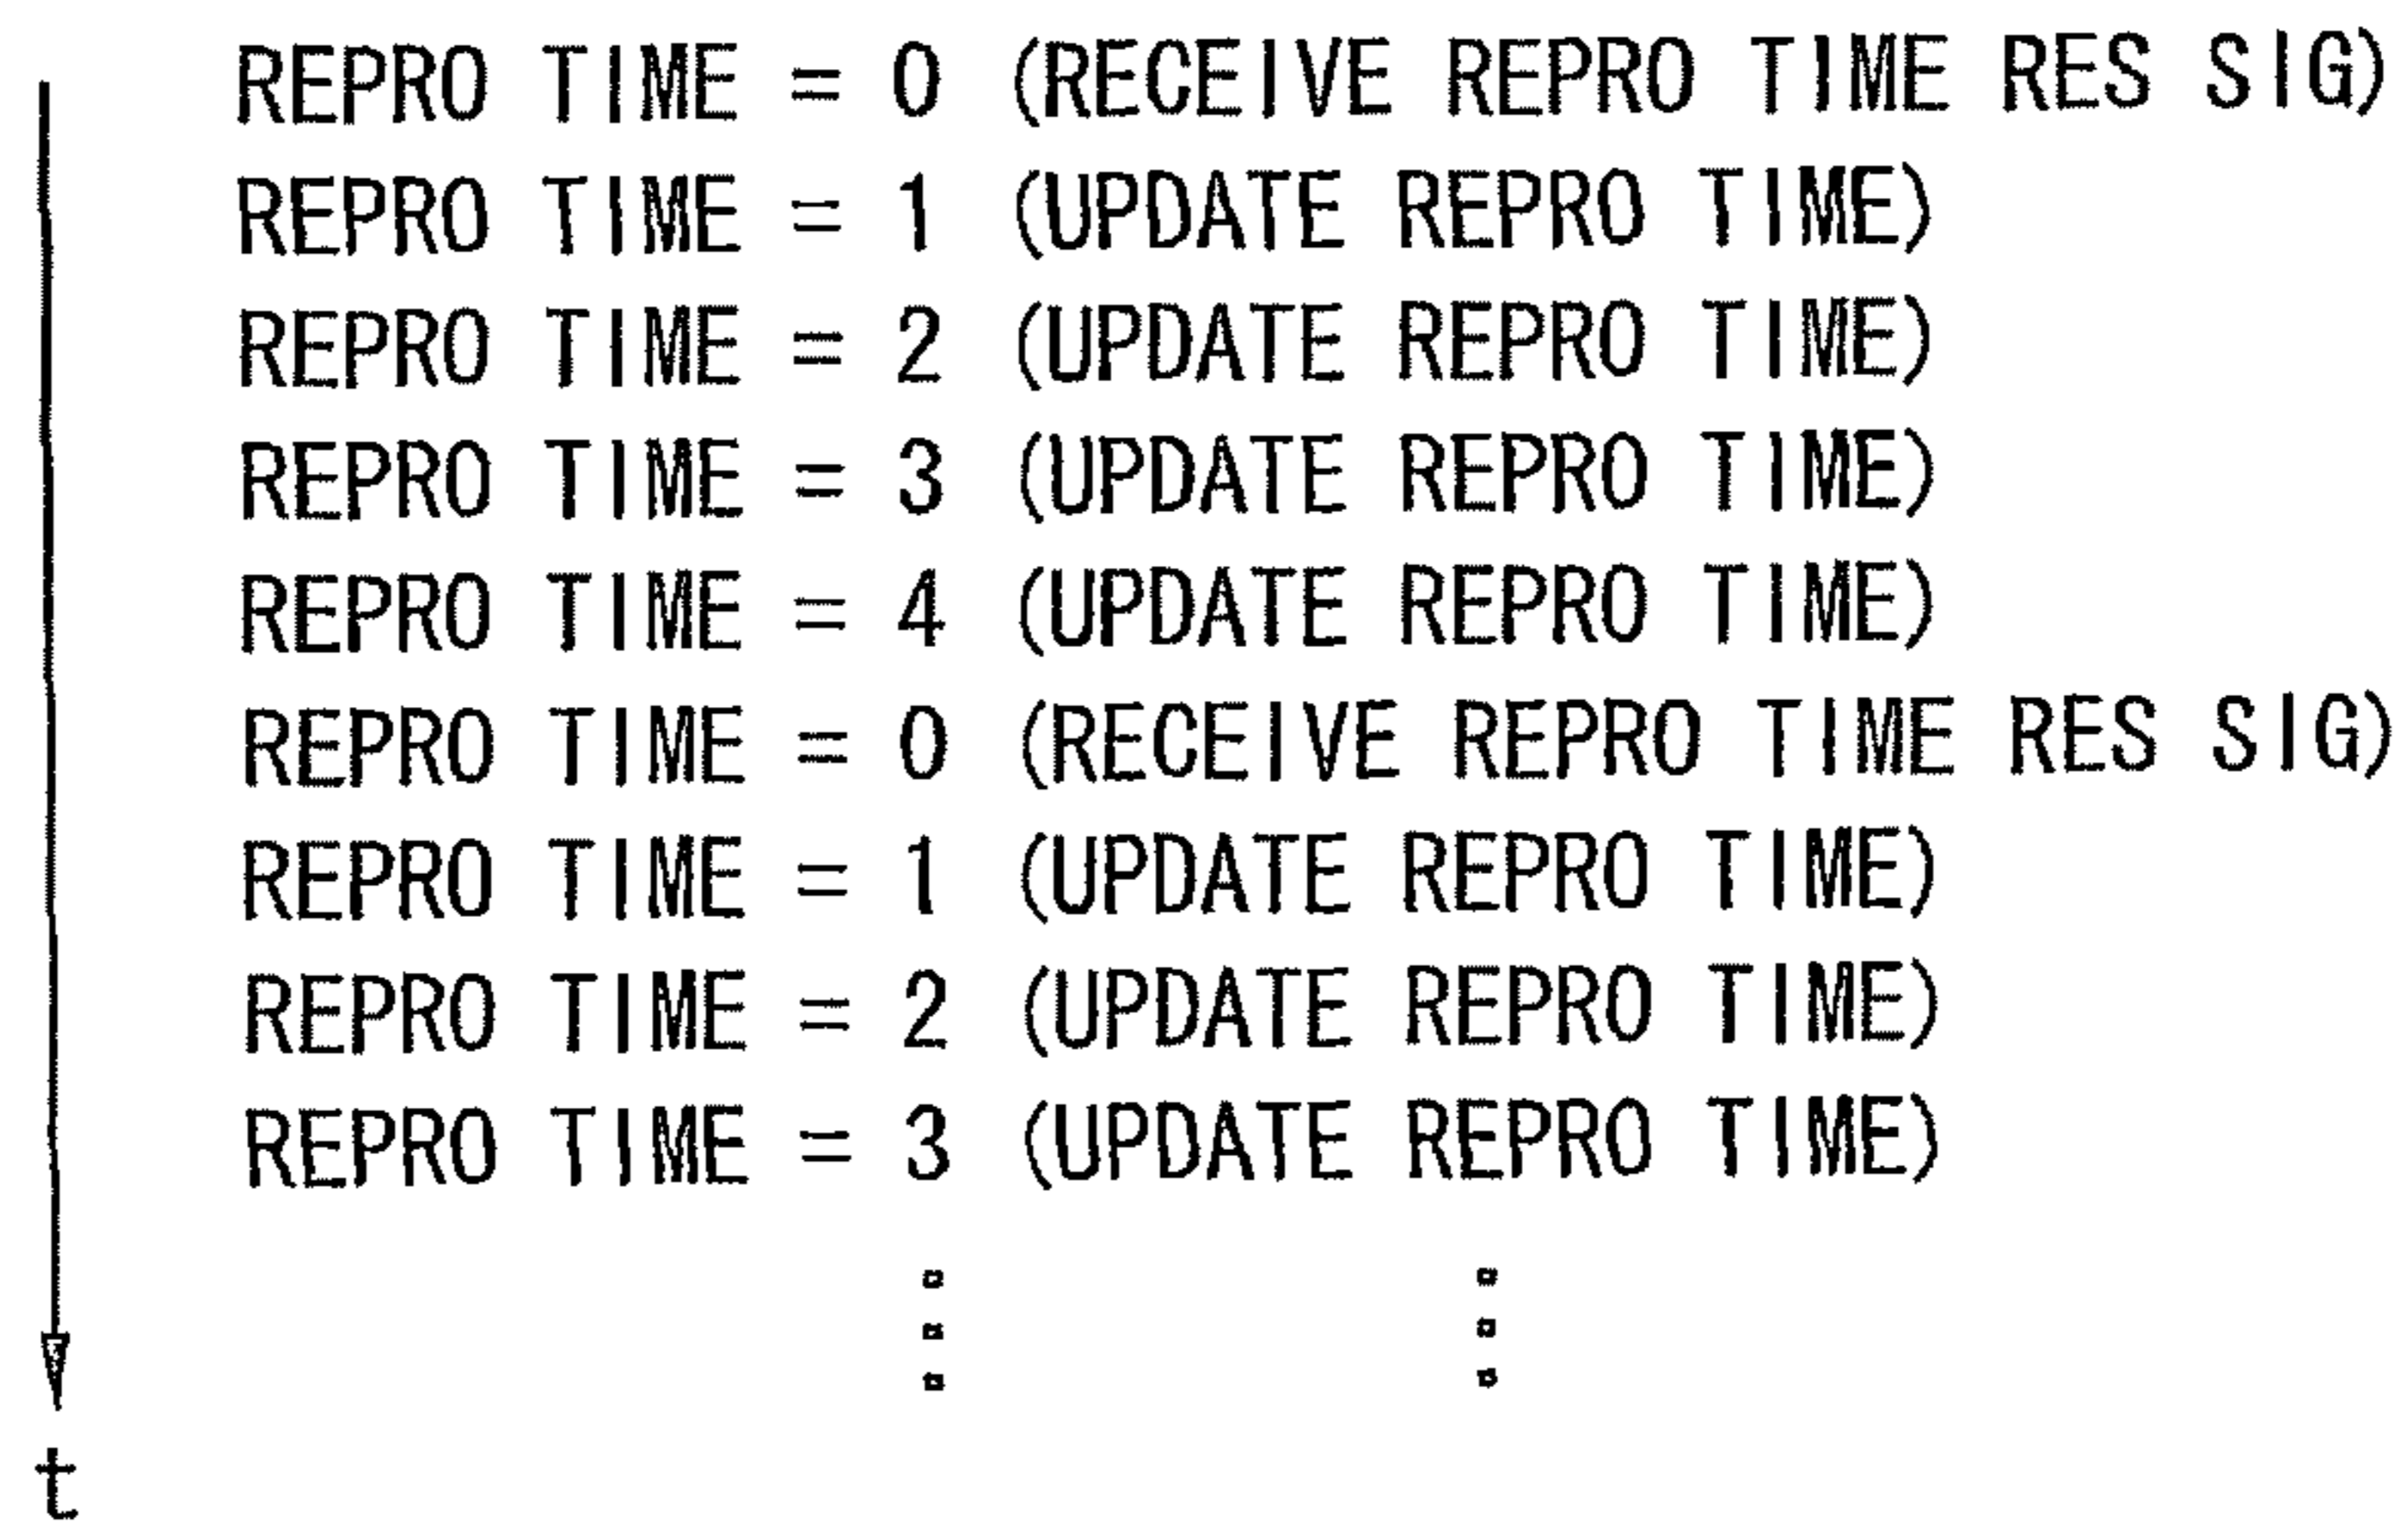 REPRO TIME = 0 (RECEIVE REPRO TIME RES SIG)
REPRO TIME = 1 (UPDATE REPRO TIME)
REPRO TIME = 2 (UPDATE REPRO TIME)
REPRO TIME = 3 (UPDATE REPRO TIME)
REPRO TIME = 4 (UPDATE REPRO TIME)
REPRO TIME = 0 (RECEIVE REPRO TIME RES SIG)
REPRO TIME = 1 (UPDATE REPRO TIME)
REPRO TIME = 2 (UPDATE REPRO TIME)
REPRO TIME = 3 (UPDATE REPRO TIME)
t